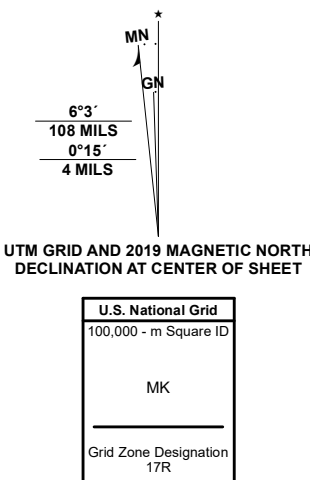 ★
MN
GN
6°3´
108 MILS
0°15´
4 MILS
UTM GRID AND 2019 MAGNETIC NORTH
DECLINATION AT CENTER OF SHEET
U.S. National Grid
100,000 - m Square ID
MK
Grid Zone Designation
17R